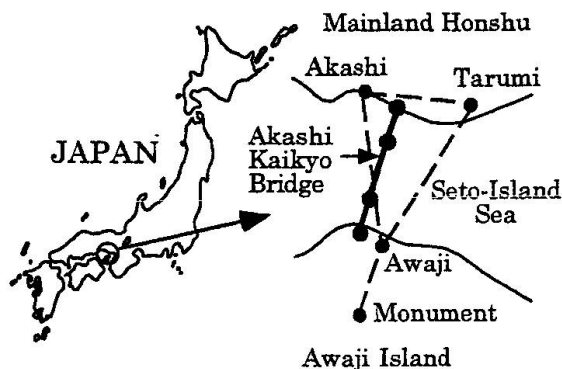 Mainland Honshu
Akashi
Tarumi
JAPAN
Akashi
Kaikyo
Bridge
Seto-Island
Sea
Awaji
Monument
Awaji Island